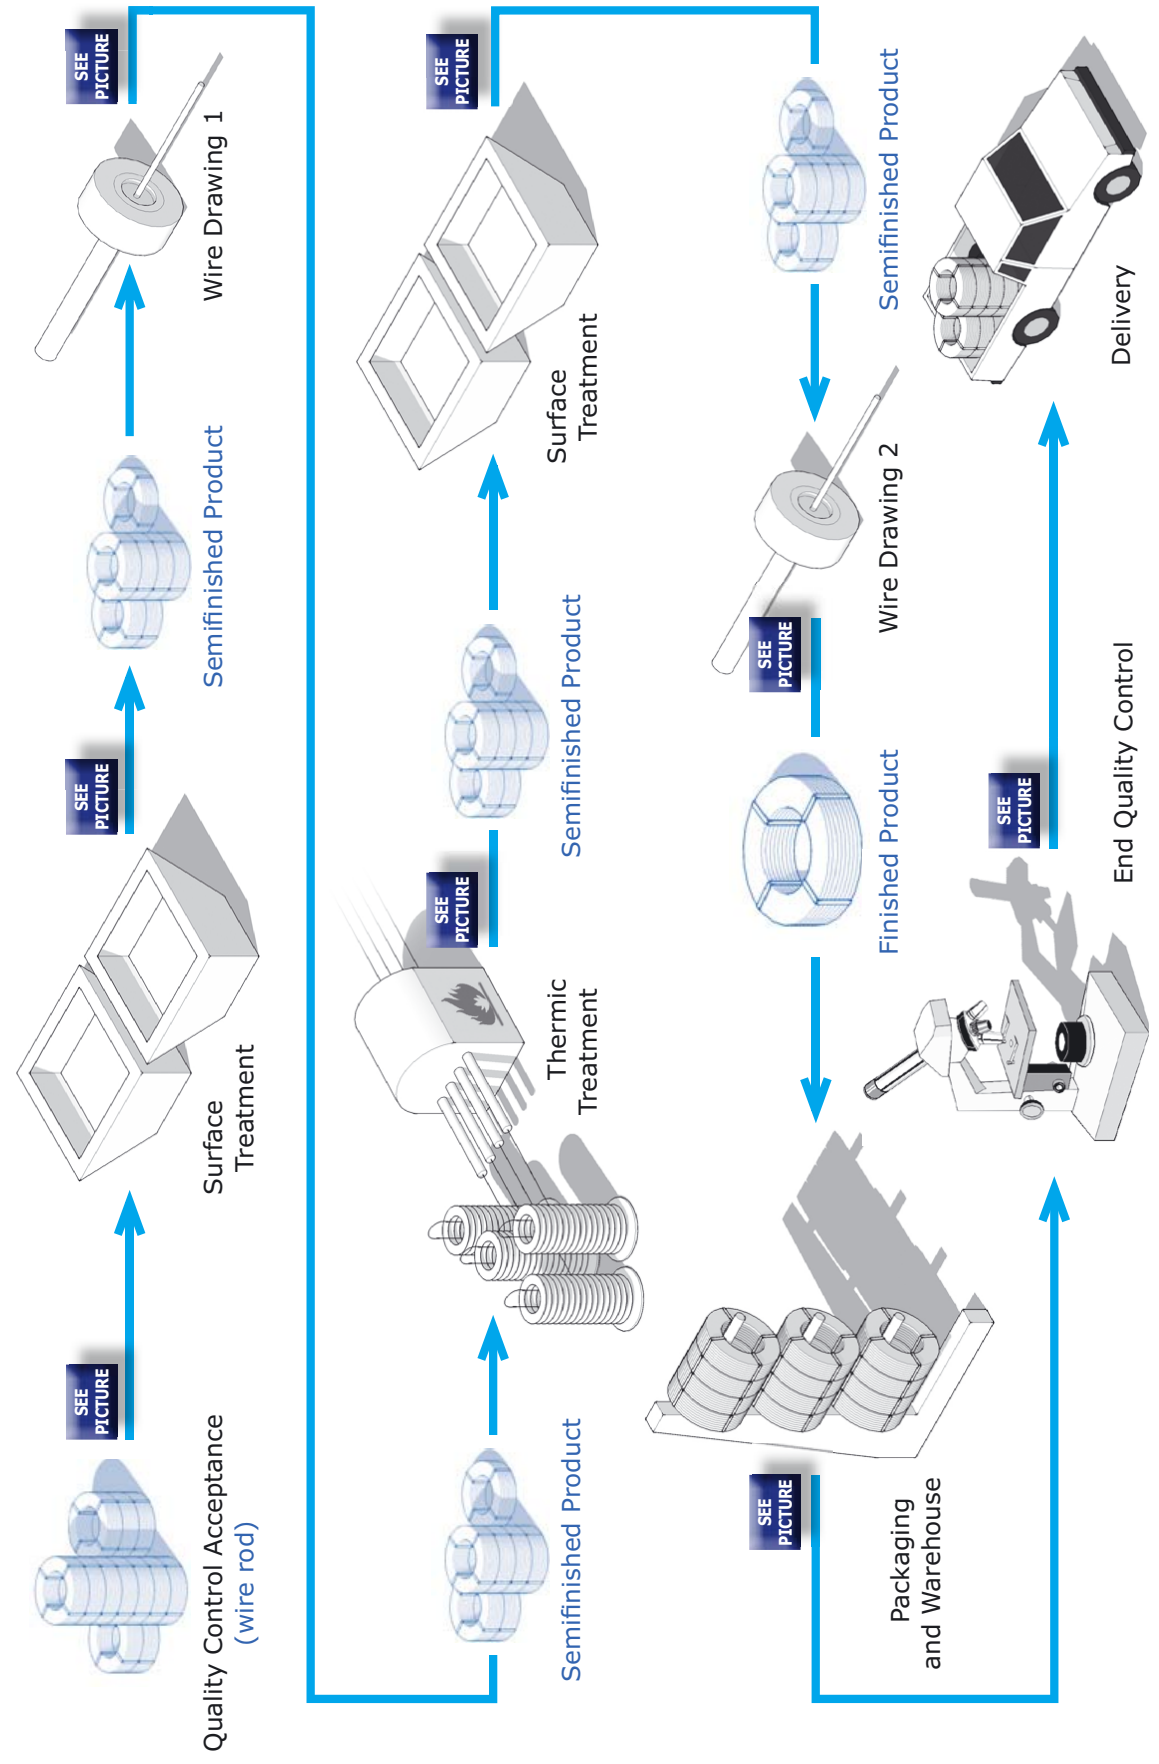 Quality Control Acceptance
(wire rod)
SEE
PICTURE
Surface
Treatment
SEE
PICTURE
Semifinished Product
Wire Drawing 1
SEE
PICTURE
Semifinished Product
Thermic
Treatment
SEE
PICTURE
Semifinished Product
Surface
Treatment
SEE
PICTURE
Semifinished Product
Wire Drawing 2
SEE
PICTURE
Finished Product
Packaging
and Warehouse
SEE
PICTURE
End Quality Control
SEE
PICTURE
Delivery